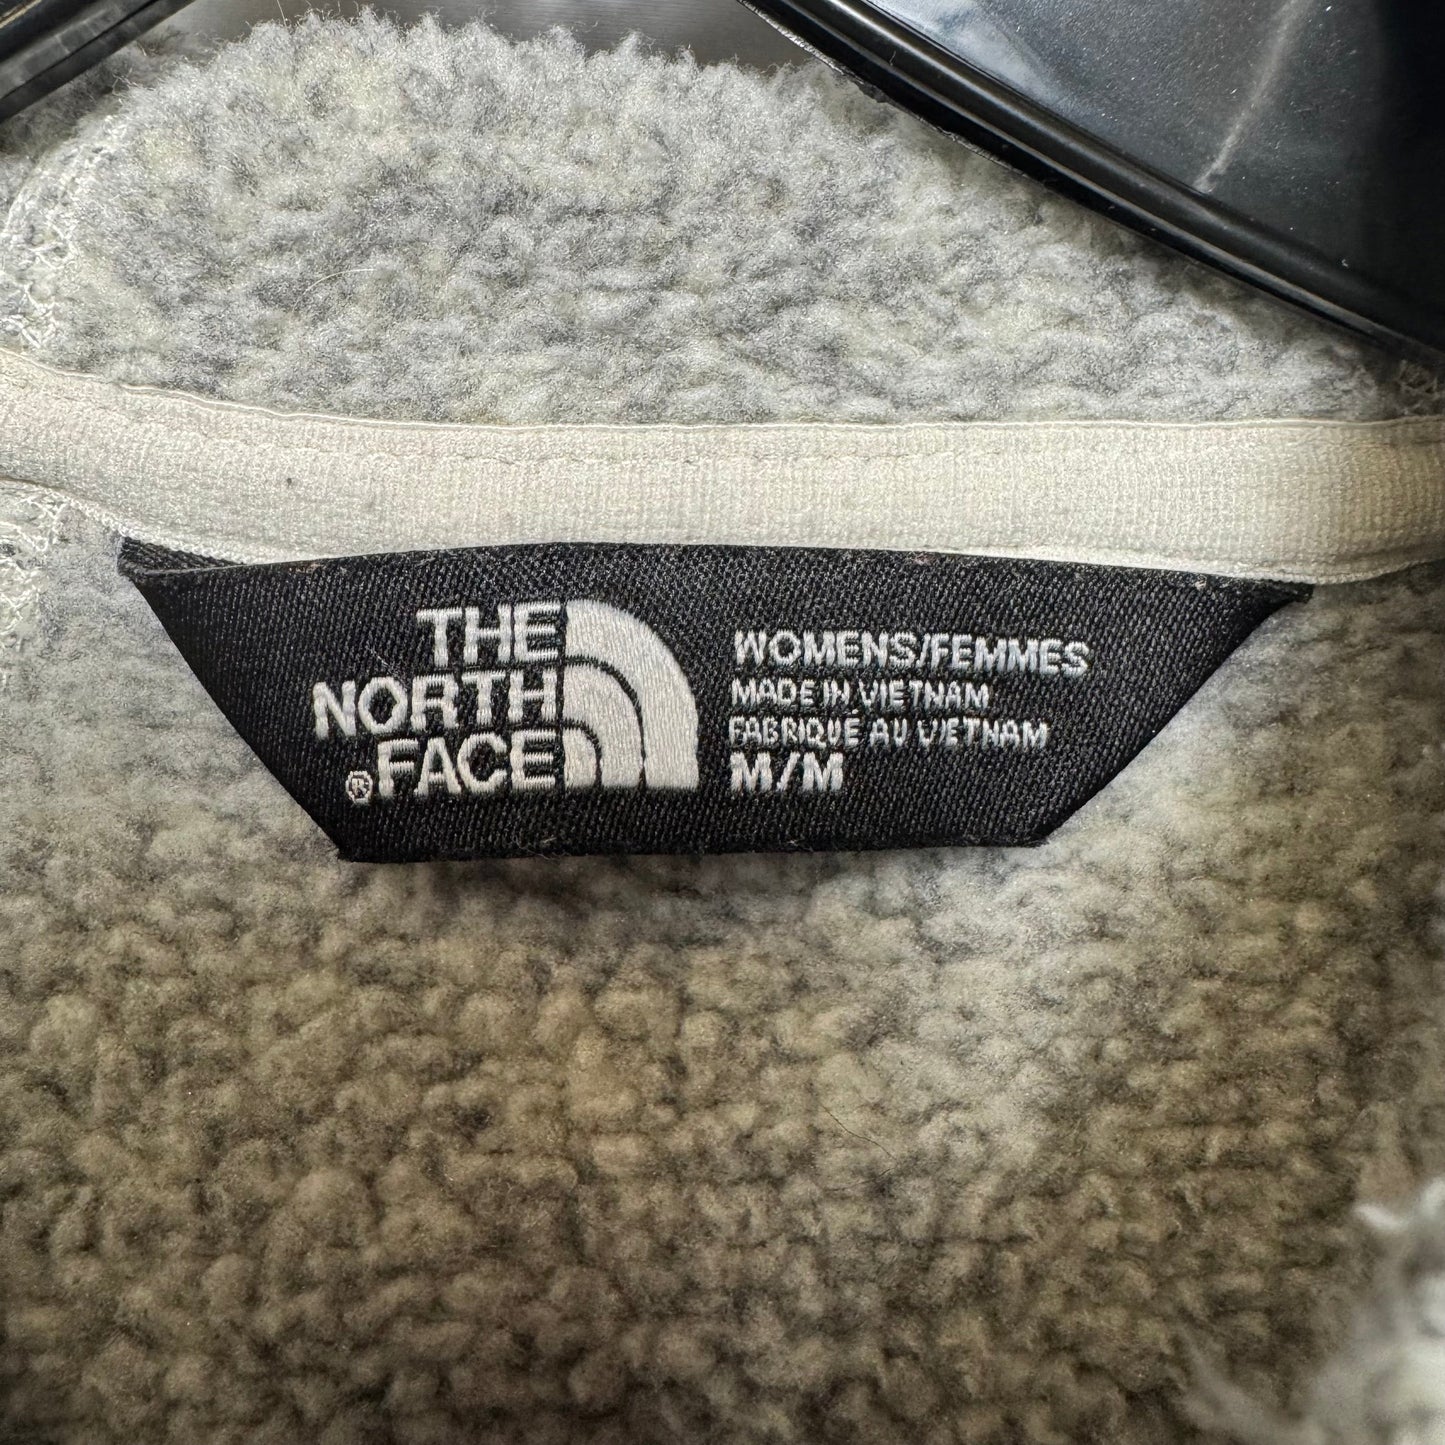 THE
NORTH
FACE®
WOMENS/FEMMES
MADE IN VIETNAM
FABRIQUE AU VIETNAM
M/M